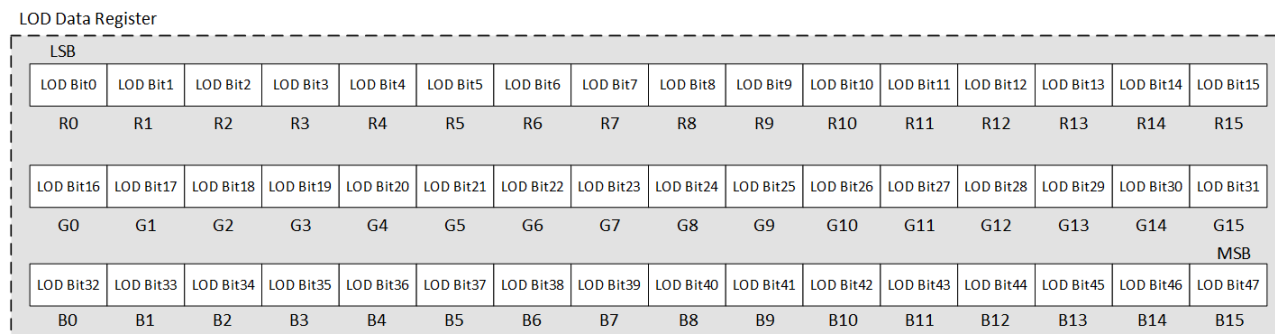 LOD Data Register
LSB
LOD Bit0 LOD Bit1 LOD Bit2 LOD Bit3 LOD Bit4 LOD Bit5 LOD Bit6 LOD Bit7 LOD Bit8 LOD Bit9 LOD Bit10 LOD Bit11 LOD Bit12 LOD Bit13 LOD Bit14 LOD Bit15
R0 R1 R2 R3 R4 R5 R6 R7 R8 R9 R10 R11 R12 R13 R14 R15
LOD Bit16 LOD Bit17 LOD Bit18 LOD Bit19 LOD Bit20 LOD Bit21 LOD Bit22 LOD Bit23 LOD Bit24 LOD Bit25 LOD Bit26 LOD Bit27 LOD Bit28 LOD Bit29 LOD Bit30 LOD Bit31
G0 G1 G2 G3 G4 G5 G6 G7 G8 G9 G10 G11 G12 G13 G14 G15
MSB
LOD Bit32 LOD Bit33 LOD Bit34 LOD Bit35 LOD Bit36 LOD Bit37 LOD Bit38 LOD Bit39 LOD Bit40 LOD Bit41 LOD Bit42 LOD Bit43 LOD Bit44 LOD Bit45 LOD Bit46 LOD Bit47
B0 B1 B2 B3 B4 B5 B6 B7 B8 B9 B10 B11 B12 B13 B14 B15